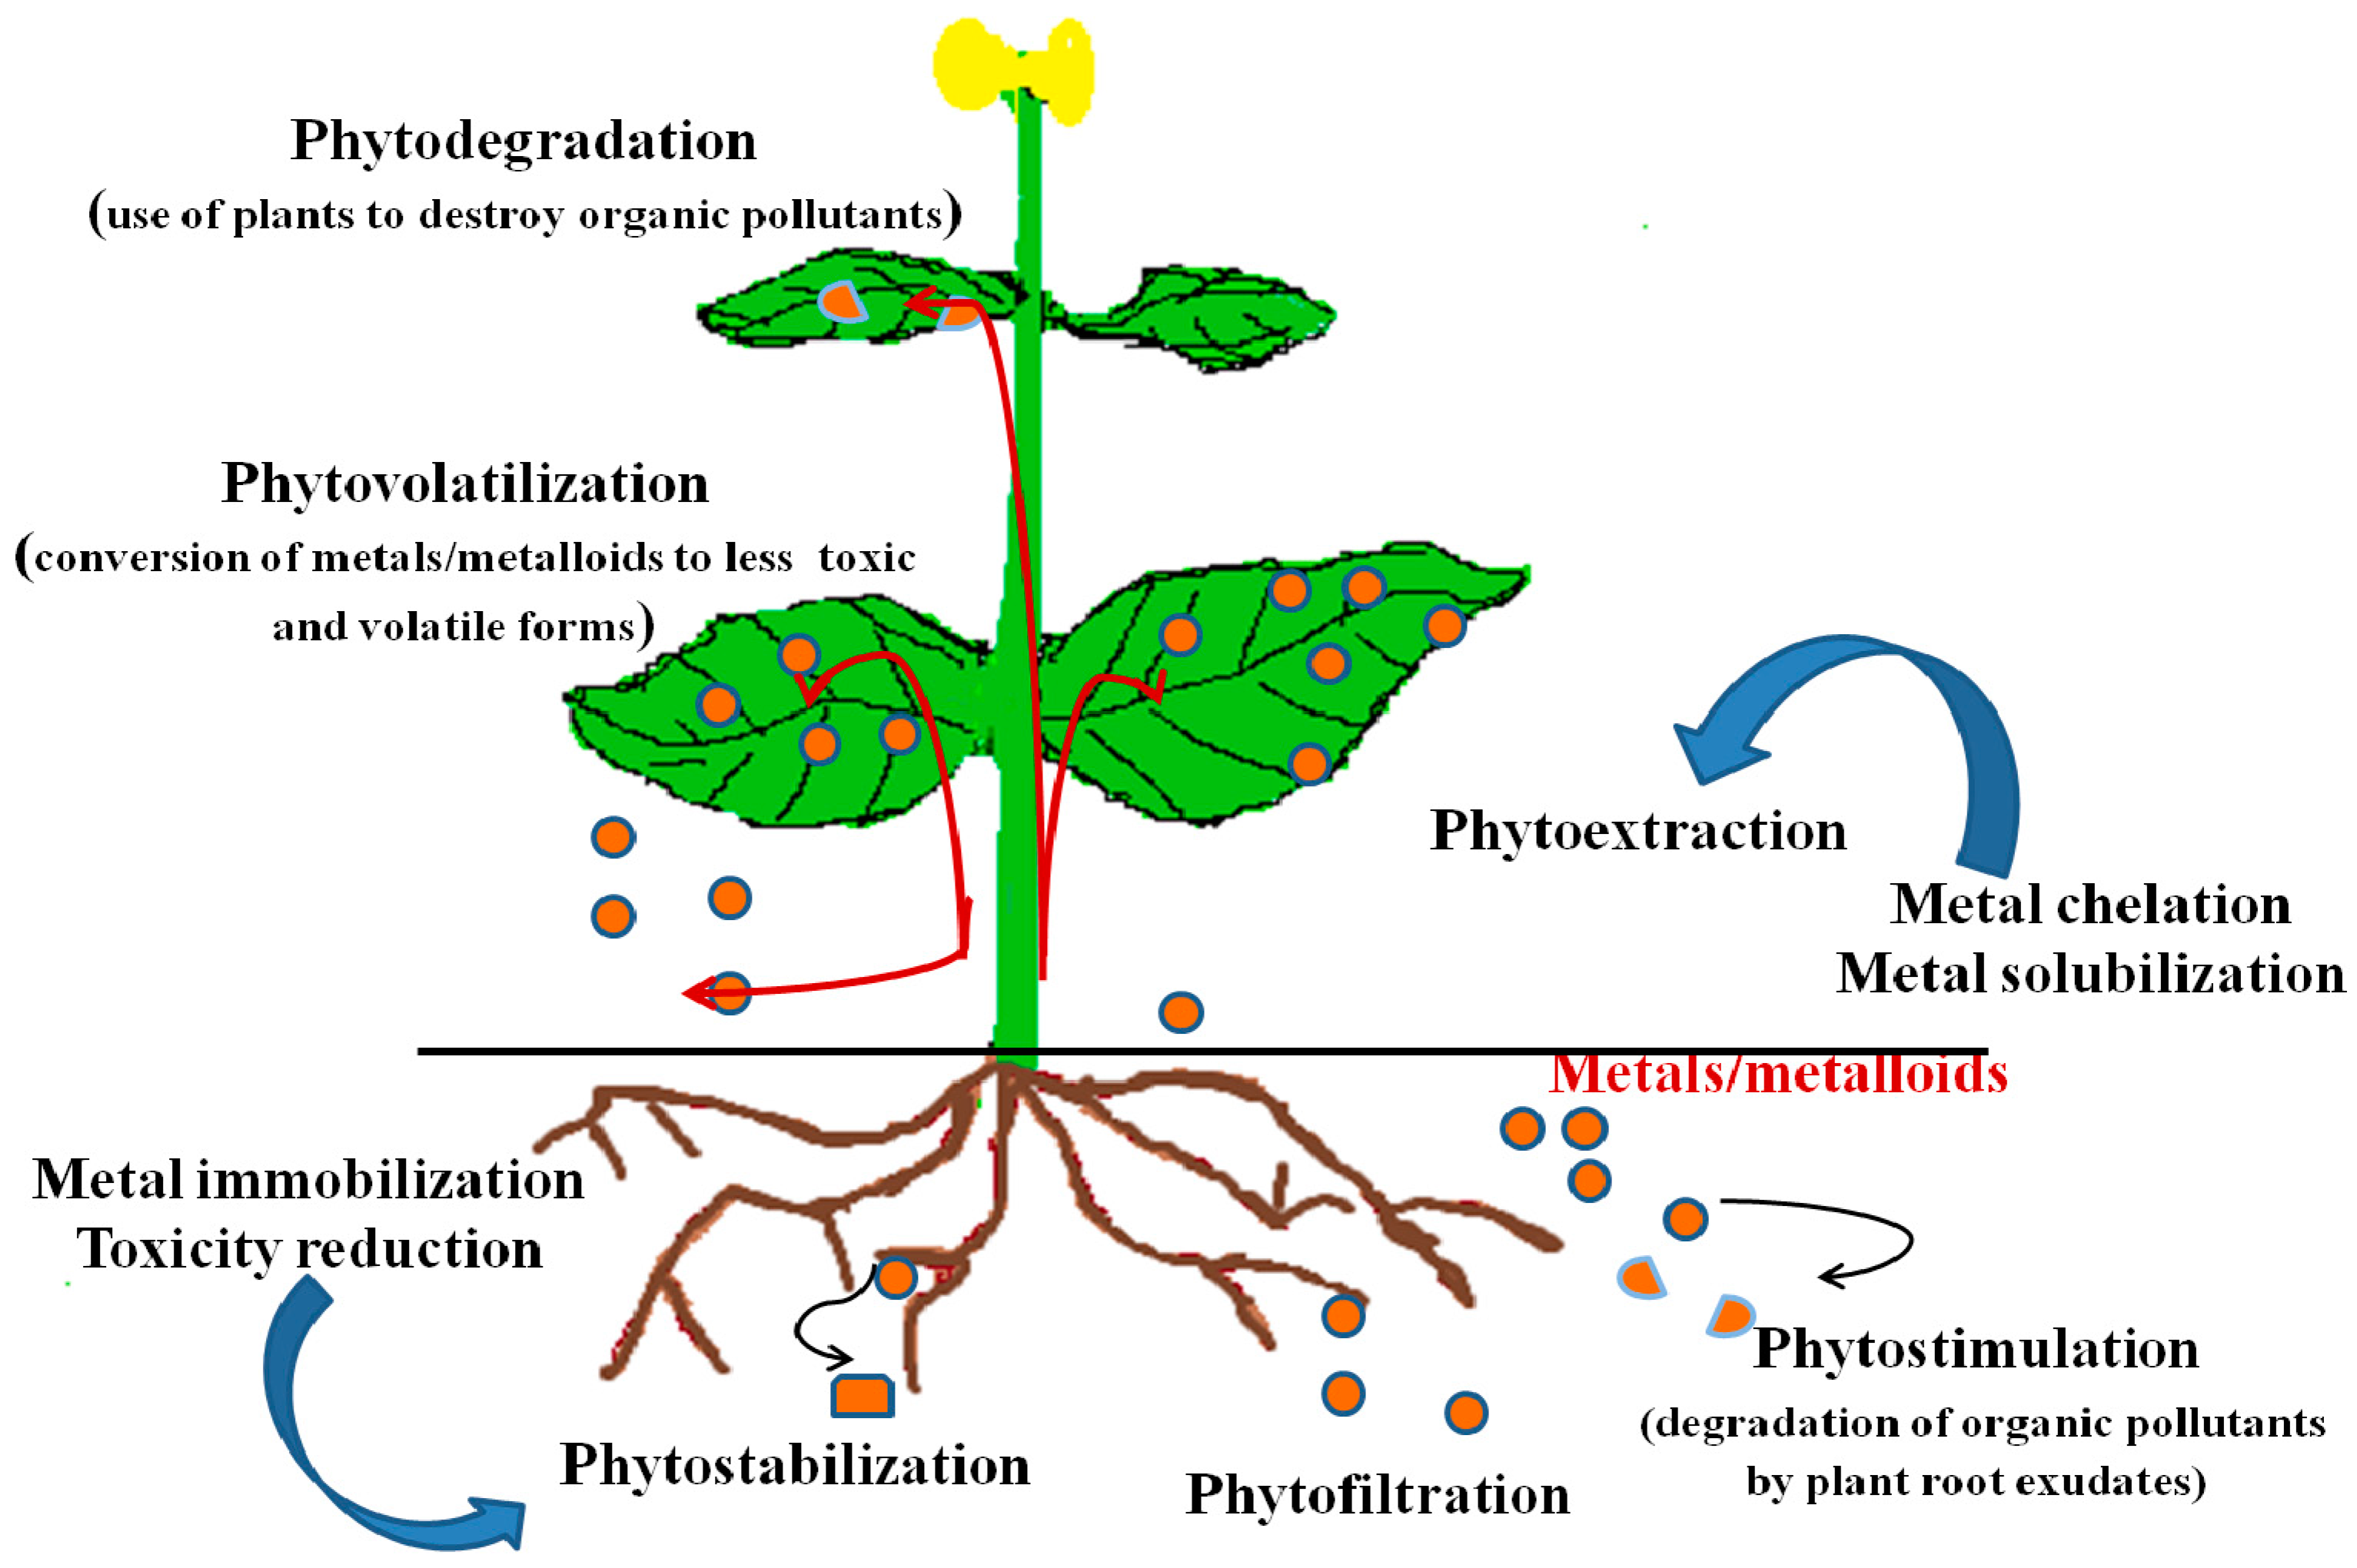 Phytodegradation
(use of plants to destroy organic pollutants)
Phytovolatilization
(conversion of metals/metalloids to less toxic
and volatile forms)
Phytoextraction
Metal chelation
Metal solubilization
Metals/metalloids
Metal immobilization
Toxicity reduction
Phytostimulation
(degradation of organic pollutants
by plant root exudates)
Phytostabilization
Phytofiltration